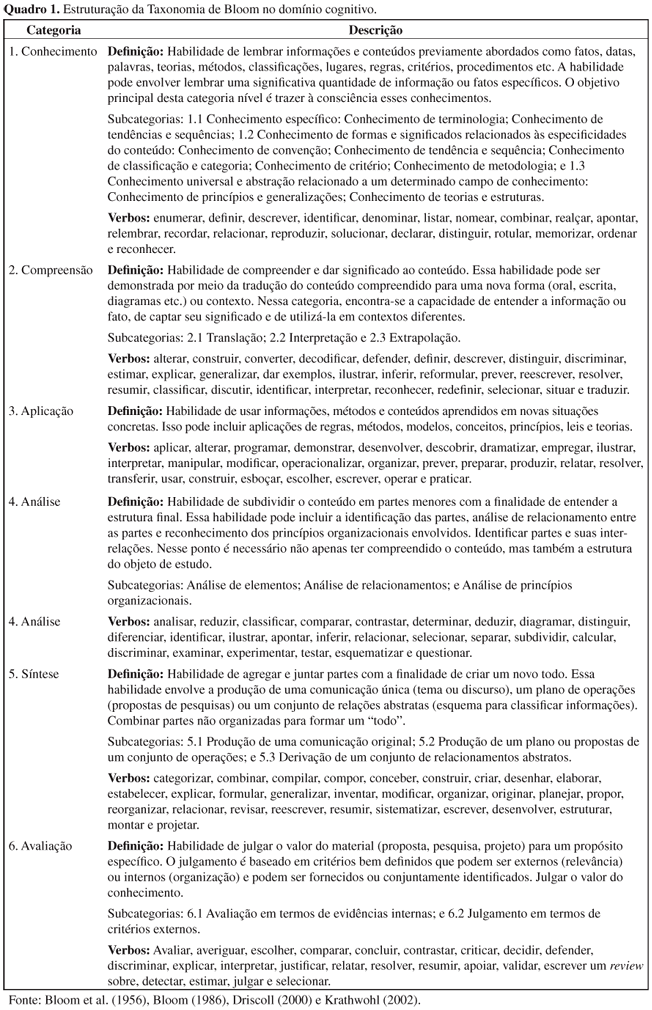 Quadro 1. Estruturação da Taxonomia de Bloom no domínio cognitivo.
Categoria Descrição
1. Conhecimento Definição: Habilidade de lembrar informações e conteúdos previamente abordados como fatos, datas,
palavras, teorias, métodos, classificações, lugares, regras, critérios, procedimentos etc. A habilidade
pode envolver lembrar uma significativa quantidade de informação ou fatos específicos. O objetivo
principal desta categoria nível é trazer à consciência esses conhecimentos.
Subcategorias: 1.1 Conhecimento específico: Conhecimento de terminologia; Conhecimento de
tendências e sequências; 1.2 Conhecimento de formas e significados relacionados às especificidades
do conteúdo: Conhecimento de convenção; Conhecimento de tendência e sequência; Conhecimento
de classificação e categoria; Conhecimento de critério; Conhecimento de metodologia; e 1.3
Conhecimento universal e abstração relacionado a um determinado campo de conhecimento:
Conhecimento de princípios e generalizações; Conhecimento de teorias e estruturas.
Verbos: enumerar, definir, descrever, identificar, denominar, listar, nomear, combinar, realçar, apontar,
relembrar, recordar, relacionar, reproduzir, solucionar, declarar, distinguir, rotular, memorizar, ordenar
e reconhecer.
2. Compreensão Definição: Habilidade de compreender e dar significado ao conteúdo. Essa habilidade pode ser
demonstrada por meio da tradução do conteúdo compreendido para uma nova forma (oral, escrita,
diagramas etc.) ou contexto. Nessa categoria, encontra-se a capacidade de entender a informação ou
fato, de captar seu significado e de utilizá-la em contextos diferentes.
Subcategorias: 2.1 Translação; 2.2 Interpretação e 2.3 Extrapolação.
Verbos: alterar, construir, converter, decodificar, defender, definir, descrever, distinguir, discriminar,
estimar, explicar, generalizar, dar exemplos, ilustrar, inferir, reformular, prever, reescrever, resolver,
resumir, classificar, discutir, identificar, interpretar, reconhecer, redefinir, selecionar, situar e traduzir.
3. Aplicação Definição: Habilidade de usar informações, métodos e conteúdos aprendidos em novas situações
concretas. Isso pode incluir aplicações de regras, métodos, modelos, conceitos, princípios, leis e teorias.
Verbos: aplicar, alterar, programar, demonstrar, desenvolver, descobrir, dramatizar, empregar, ilustrar,
interpretar, manipular, modificar, operacionalizar, organizar, prever, preparar, produzir, relatar, resolver,
transferir, usar, construir, esboçar, escolher, escrever, operar e praticar.
4. Análise Definição: Habilidade de subdividir o conteúdo em partes menores com a finalidade de entender a
estrutura final. Essa habilidade pode incluir a identificação das partes, análise de relacionamento entre
as partes e reconhecimento dos princípios organizacionais envolvidos. Identificar partes e suas inter-
relações. Nesse ponto é necessário não apenas ter compreendido o conteúdo, mas também a estrutura
do objeto de estudo.
Subcategorias: Análise de elementos; Análise de relacionamentos; e Análise de princípios
organizacionais.
4. Análise Verbos: analisar, reduzir, classificar, comparar, contrastar, determinar, deduzir, diagramar, distinguir,
diferenciar, identificar, ilustrar, apontar, inferir, relacionar, selecionar, separar, subdividir, calcular,
discriminar, examinar, experimentar, testar, esquematizar e questionar.
5. Síntese Definição: Habilidade de agregar e juntar partes com a finalidade de criar um novo todo. Essa
habilidade envolve a produção de uma comunicação única (tema ou discurso), um plano de operações
(propostas de pesquisas) ou um conjunto de relações abstratas (esquema para classificar informações).
Combinar partes não organizadas para formar um “todo”.
Subcategorias: 5.1 Produção de uma comunicação original; 5.2 Produção de um plano ou propostas de
um conjunto de operações; e 5.3 Derivação de um conjunto de relacionamentos abstratos.
Verbos: categorizar, combinar, compilar, compor, conceber, construir, criar, desenhar, elaborar,
estabelecer, explicar, formular, generalizar, inventar, modificar, organizar, originar, planejar, propor,
reorganizar, relacionar, revisar, reescrever, resumir, sistematizar, escrever, desenvolver, estruturar,
montar e projetar.
6. Avaliação Definição: Habilidade de julgar o valor do material (proposta, pesquisa, projeto) para um propósito
específico. O julgamento é baseado em critérios bem definidos que podem ser externos (relevância)
ou internos (organização) e podem ser fornecidos ou conjuntamente identificados. Julgar o valor do
conhecimento.
Subcategorias: 6.1 Avaliação em termos de evidências internas; e 6.2 Julgamento em termos de
critérios externos.
Verbos: Avaliar, averiguar, escolher, comparar, concluir, contrastar, criticar, decidir, defender,
discriminar, explicar, interpretar, justificar, relatar, resolver, resumir, apoiar, validar, escrever um review
sobre, detectar, estimar, julgar e selecionar.
Fonte: Bloom et al. (1956), Bloom (1986), Driscoll (2000) e Krathwohl (2002).